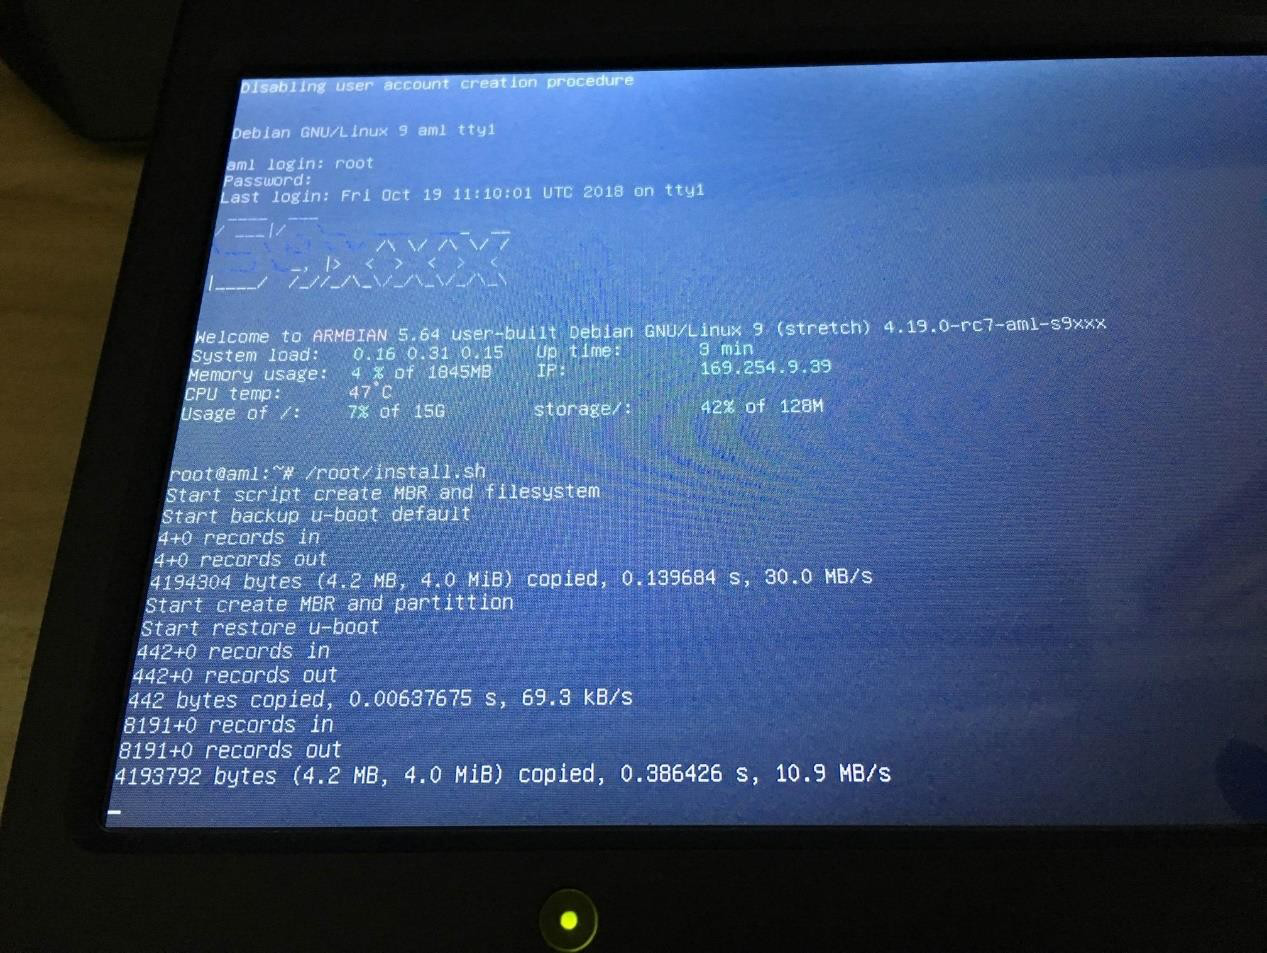 Disabling user account creation procedure
Debian GNU/Linux 9 aml tty1
aml login: root
Password:
Last login: Fri Oct 19 11:10:01 UTC 2018 on tty1
Welcome to ARMBIAN 5.64 user-built Debian GNU/Linux 9 (stretch) 4.19.0-rc7-aml-s9xxx
System load: 0.16 0.31 0.15 Up time: 3 min
Memory usage: 4 % of 1845MB IP: 169.254.9.39
CPU temp: 47°C
Usage of /: 7% of 15G storage/: 42% of 128M
root@aml:~# /root/install.sh
Start script create MBR and filesystem
Start backup u-boot default
4+0 records in
4+0 records out
4194304 bytes (4.2 MB, 4.0 MiB) copied, 0.139684 s, 30.0 MB/s
Start create MBR and partittion
Start restore u-boot
442+0 records in
442+0 records out
442 bytes copied, 0.00637675 s, 69.3 kB/s
8191+0 records in
8191+0 records out
4193792 bytes (4.2 MB, 4.0 MiB) copied, 0.386426 s, 10.9 MB/s